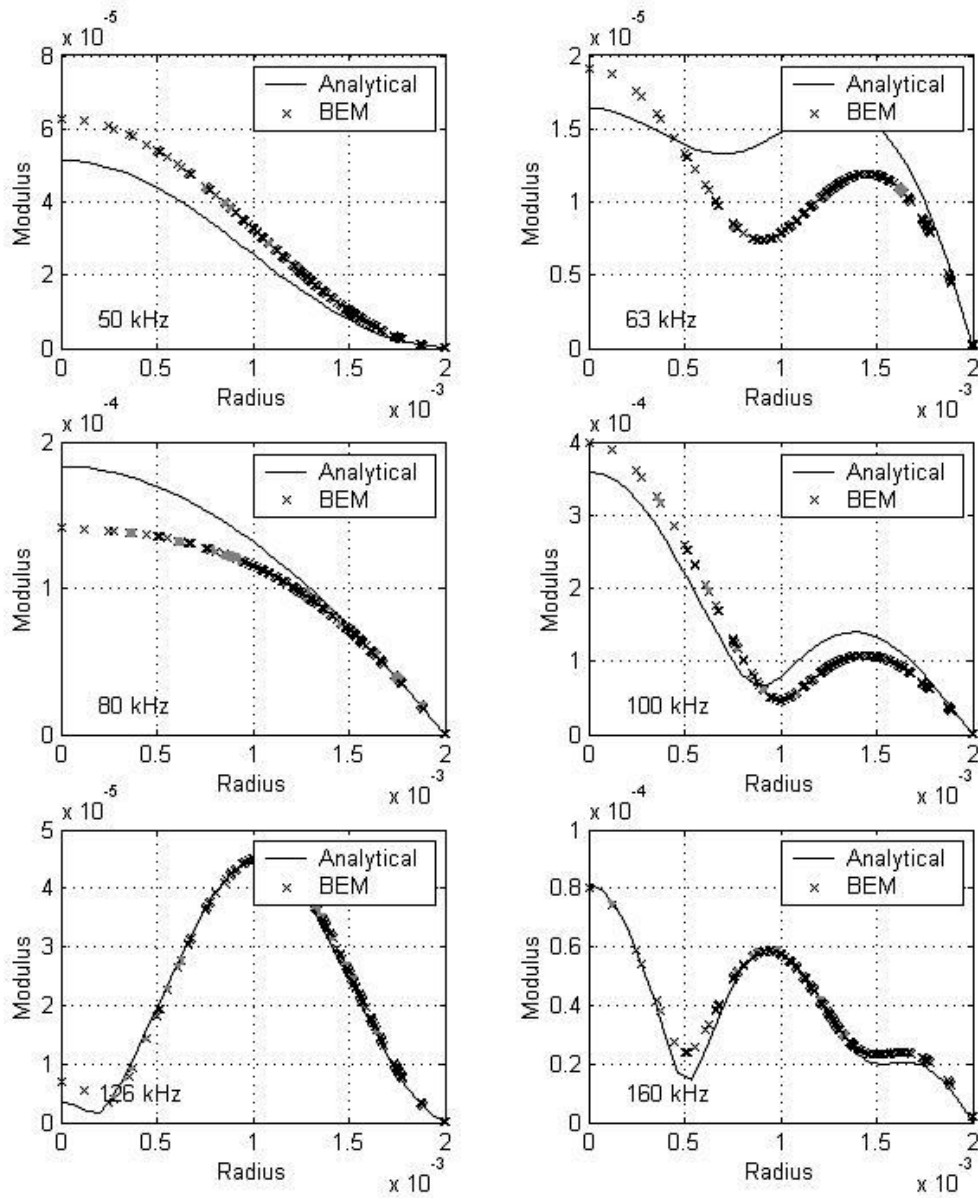 x 10^-5
8
6
4
2
0
Modulus
Analytical
BEM
50 kHz
0 0.5 1 1.5 2
Radius
x 10^-3
x 10^-5
2
1.5
1
0.5
0
Modulus
Analytical
BEM
63 kHz
0 0.5 1 1.5 2
Radius
x 10^-3
x 10^-4
2
1
0
Modulus
Analytical
BEM
80 kHz
0 0.5 1 1.5 2
Radius
x 10^-3
x 10^-4
4
3
2
1
0
Modulus
Analytical
BEM
100 kHz
0 0.5 1 1.5 2
Radius
x 10^-3
x 10^-5
5
4
3
2
1
0
Modulus
Analytical
BEM
126 kHz
0 0.5 1 1.5 2
Radius
x 10^-3
x 10^-4
1
0.8
0.6
0.4
0.2
0
Modulus
Analytical
BEM
160 kHz
0 0.5 1 1.5 2
Radius
x 10^-3